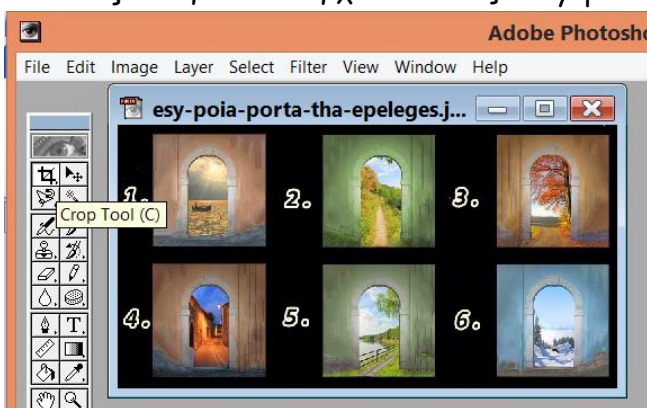 Adobe Photosho
File Edit Image Layer Select Filter View Window Help
esy-poia-porta-tha-epeleges.j...
Crop Tool (C)
1. 2. 3.
4. 5. 6.
T